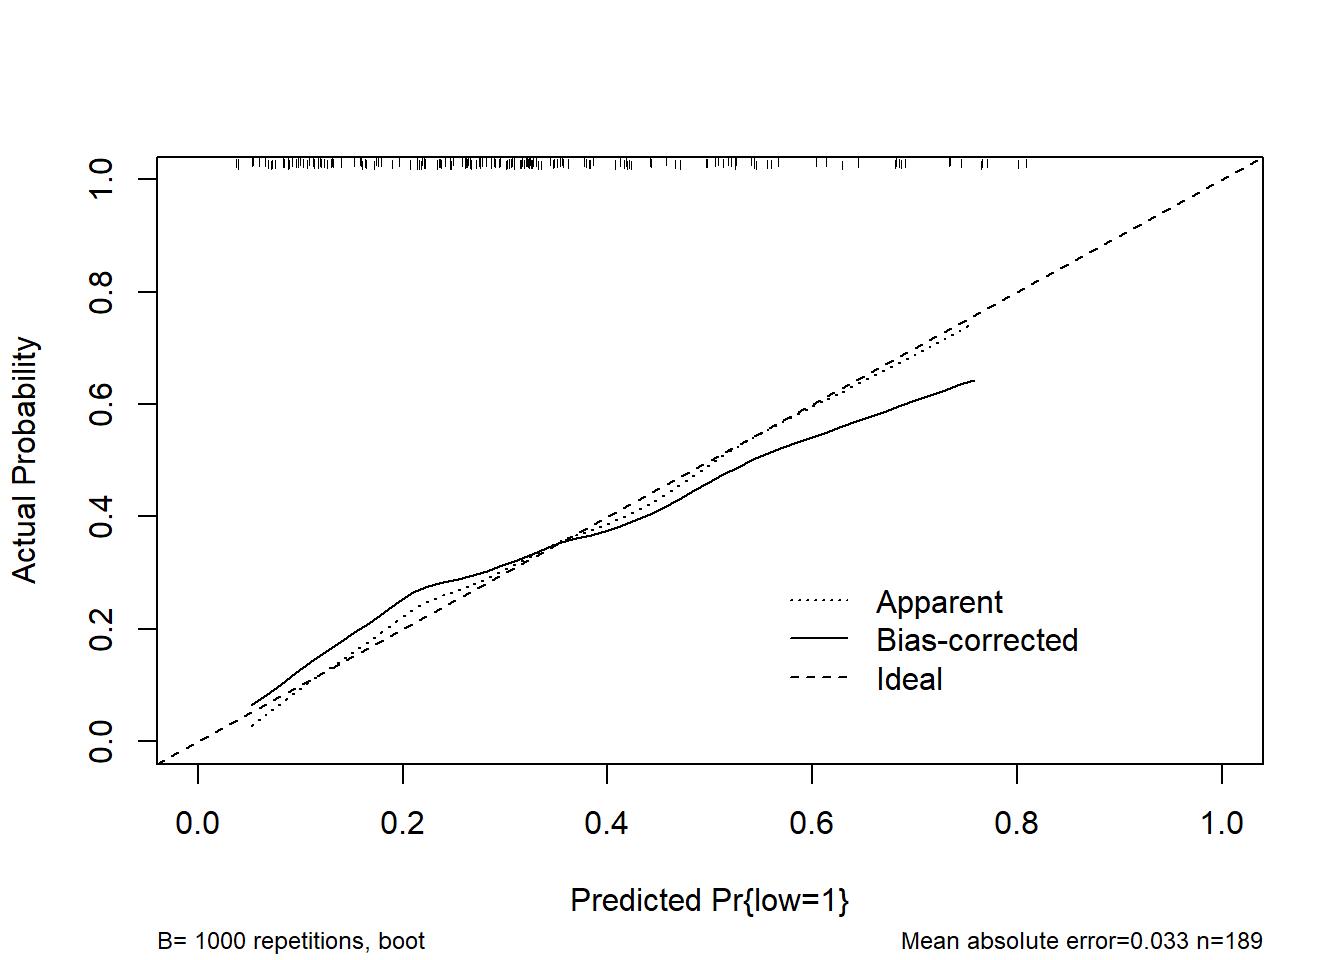 1.0
0.8
0.6
0.4
0.2
0.0
Actual Probability
Apparent
Bias-corrected
Ideal
0.0 0.2 0.4 0.6 0.8 1.0
Predicted Pr{low=1}
B= 1000 repetitions, boot
Mean absolute error=0.033 n=189